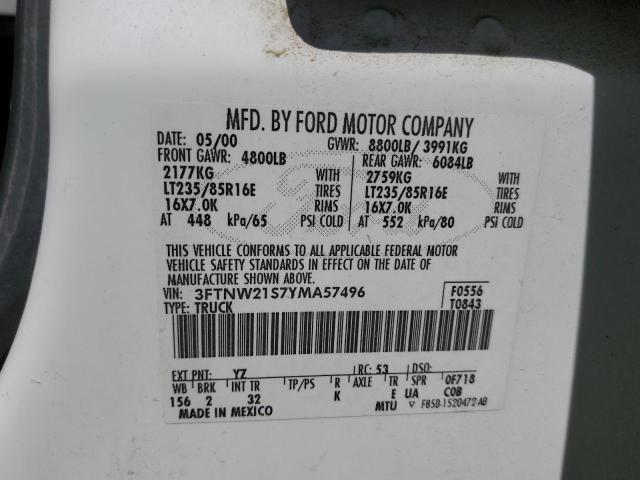 MFD. BY FORD MOTOR COMPANY
DATE: 05/00 GVWR: 8800LB/ 3991KG
FRONT GAWR: 4800LB REAR GAWR: 6084LB
2177KG WITH 2759KG WITH
LT235/85R16E TIRES LT235/85R16E TIRES
16X7.0K RIMS 16X7.0K RIMS
AT 448 kPa/65 PSI COLD AT 552 kPa/80 PSI COLD
THIS VEHICLE CONFORMS TO ALL APPLICABLE FEDERAL MOTOR
VEHICLE SAFETY STANDARDS IN EFFECT ON THE DATE OF
MANUFACTURE SHOWN ABOVE.
VIN: 3FTNW21S7YMA57496 F0556
TYPE: TRUCK T0843
EXT PNT: YZ RC: 53 DSO:
WB BRK INT TR TP/PS R AXLE TR SPR 0F718
156 2 32 K E UA COB
MADE IN MEXICO MTU F85B-1520472-AB